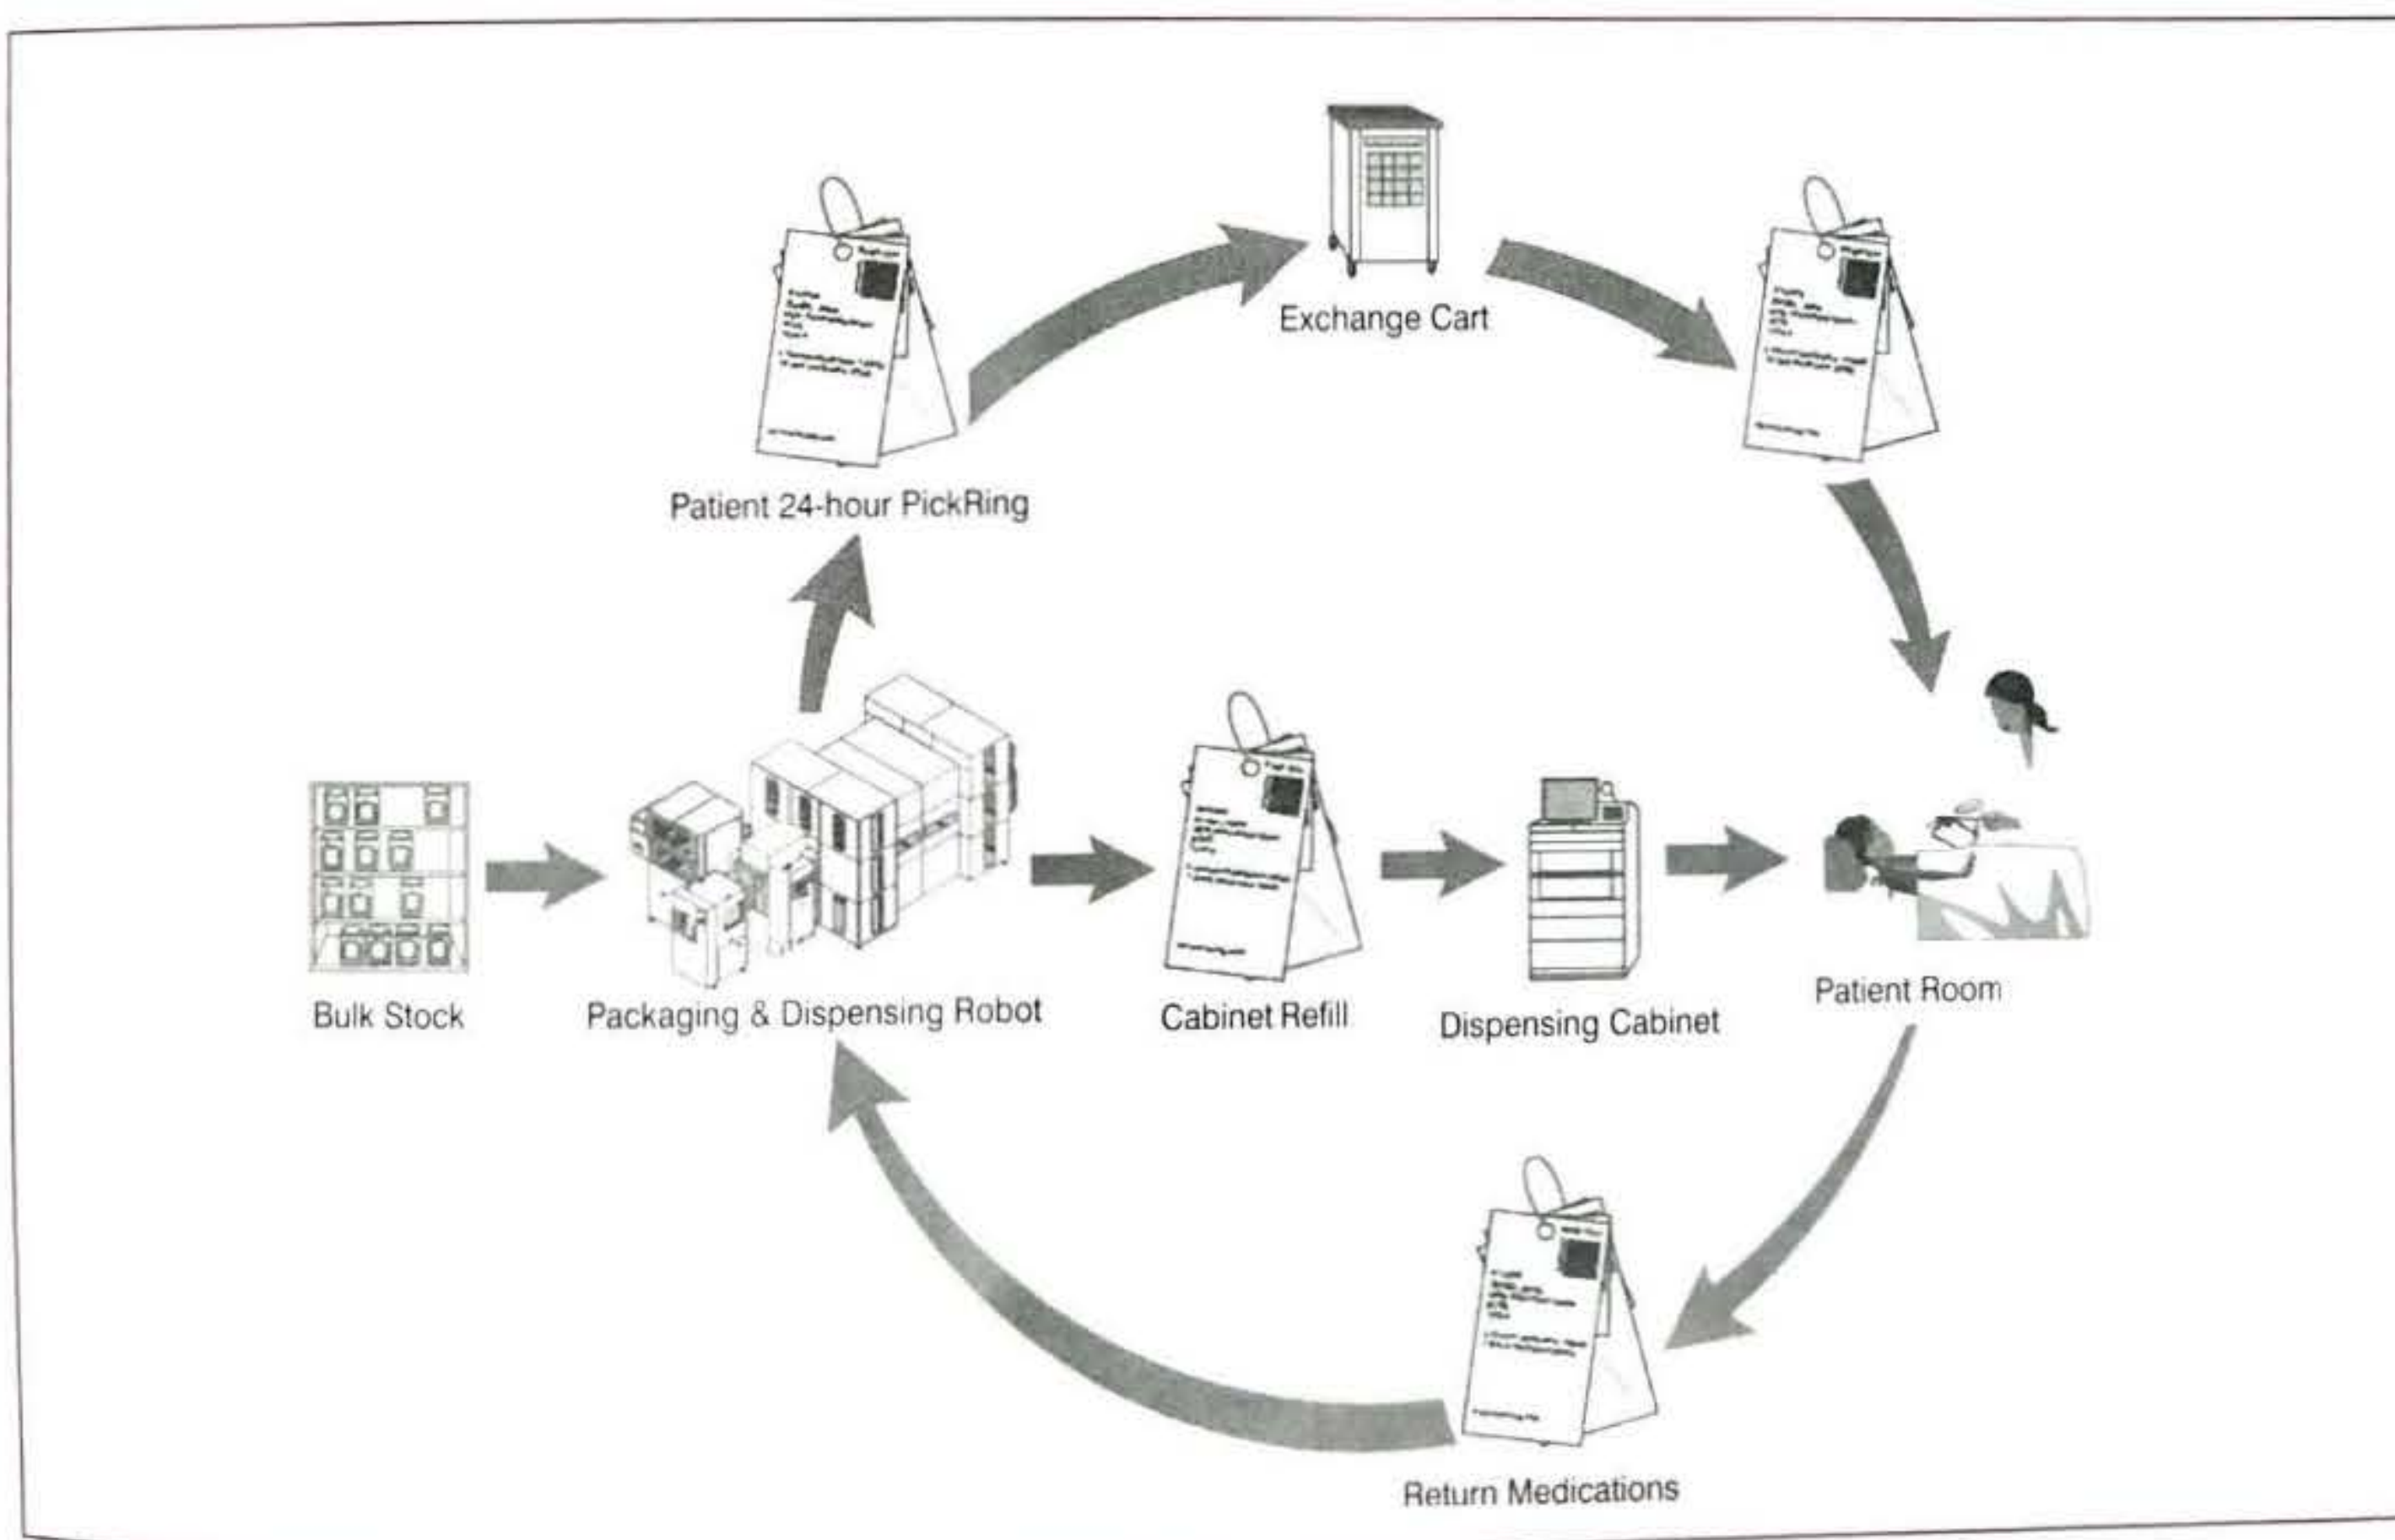 Exchange Cart
Patient 24-hour PickRing
Bulk Stock
Packaging & Dispensing Robot
Cabinet Refill
Dispensing Cabinet
Patient Room
Return Medications